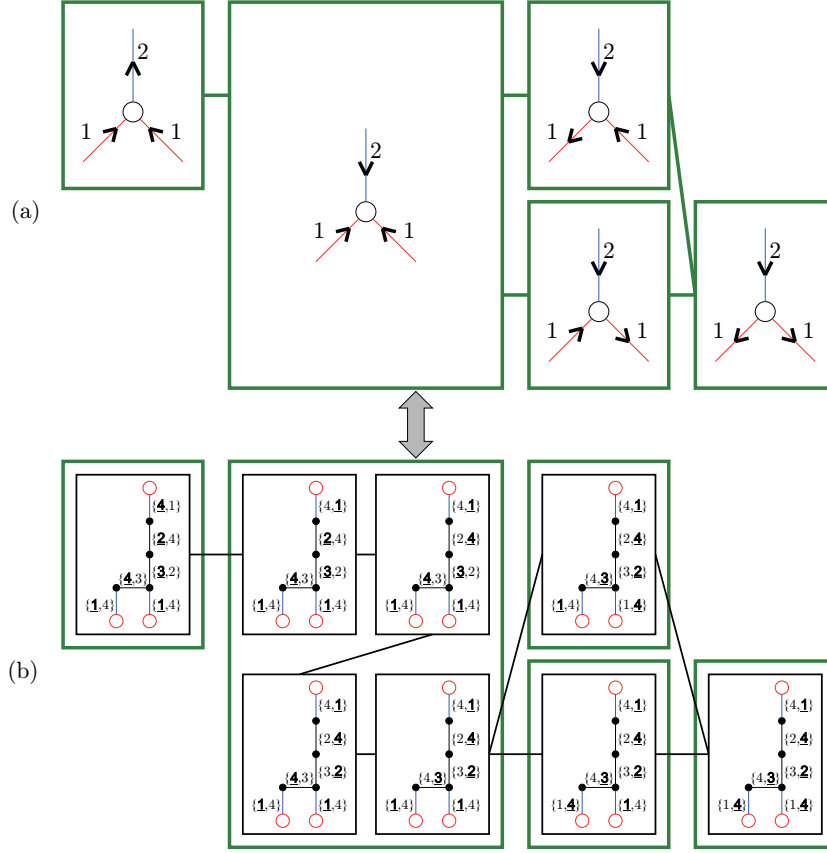 2
2
1 1
1 1
2
(a)
1 1
2 2
1 1 1 1
{4,1} {4,1} {4,1} {4,1}
{2,4} {2,4} {2,4} {2,4}
{4,3} {3,2} {4,3} {3,2} {4,3} {3,2} {4,3} {3,2}
{1,4} {1,4} {1,4} {1,4} {1,4} {1,4} {1,4} {1,4}
(b)
{4,1} {4,1} {4,1} {4,1}
{2,4} {2,4} {2,4} {2,4}
{4,3} {3,2} {4,3} {3,2} {4,3} {3,2} {4,3} {3,2}
{1,4} {1,4} {1,4} {1,4} {1,4} {1,4} {1,4} {1,4}